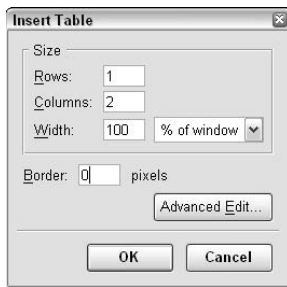 Insert Table
Size
Rows: 1
Columns: 2
Width: 100 % of window
Border: 0 pixels
Advanced Edit...
OK Cancel